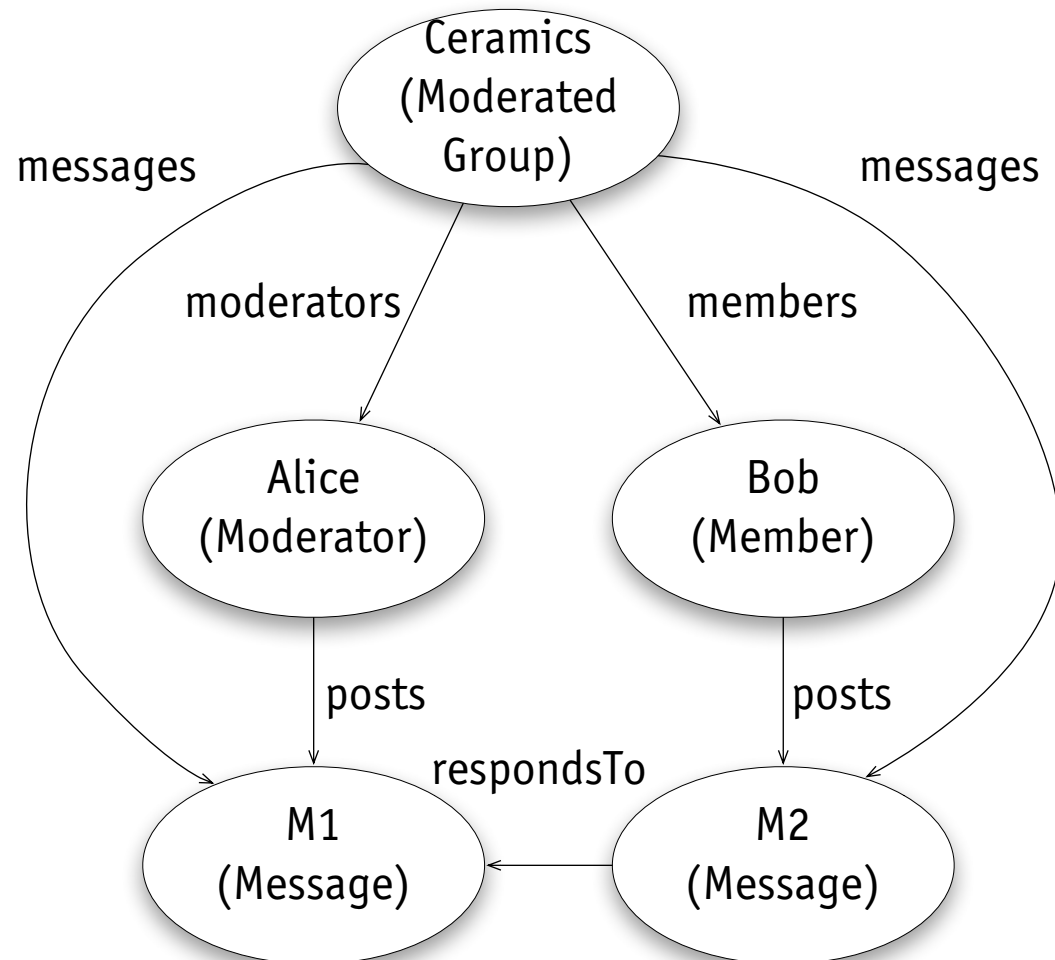 Ceramics
(Moderated
Group)
messages
messages
moderators
members
Alice
(Moderator)
Bob
(Member)
posts
posts
respondsTo
M1
(Message)
M2
(Message)